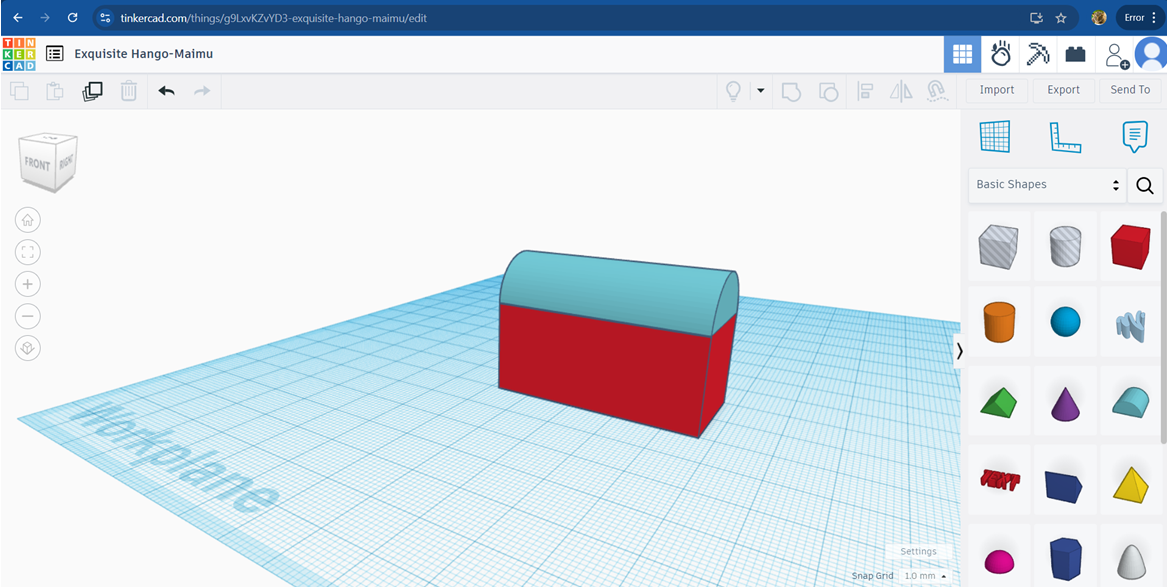 tinkercad.com/things/g9LxvKZvYD3-exquisite-hango-maimu/edit
Error
TIN
KER
CAD
Exquisite Hango-Maimu
Import
Export
Send To
FRONT
RIGHT
Basic Shapes
TEXT
Workplane
Settings
Snap Grid
1.0 mm